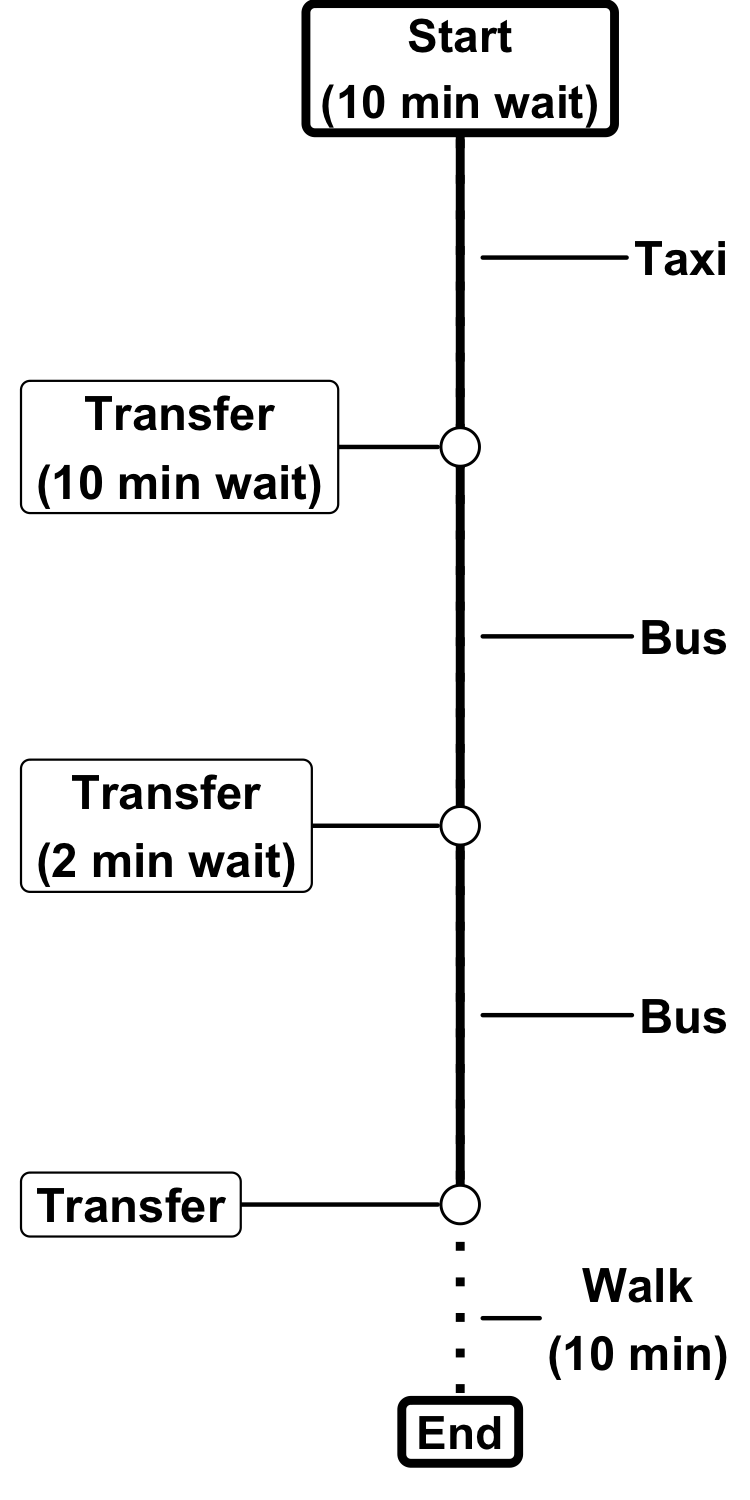 Start
(10 min wait)
Taxi
Transfer
(10 min wait)
Bus
Transfer
(2 min wait)
Bus
Transfer
Walk
(10 min)
End